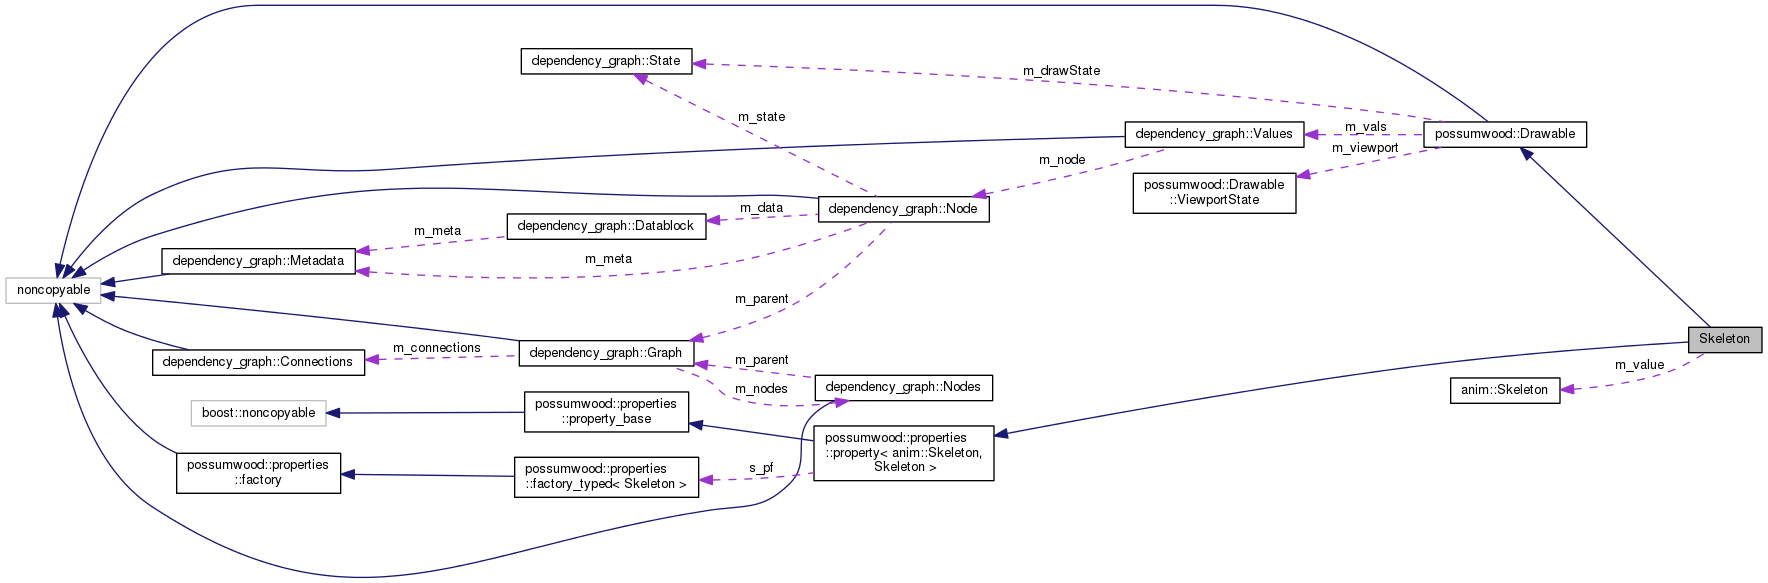 dependency_graph::State
m_drawState
m_state
dependency_graph::Values
m_vals
possumwood::Drawable
m_viewport
m_node
possumwood::Drawable
::ViewportState
dependency_graph::Node
m_data
dependency_graph::Datablock
m_meta
dependency_graph::Metadata
m_meta
noncopyable
m_parent
Skeleton
m_connections
dependency_graph::Graph
dependency_graph::Connections
m_parent
m_value
m_nodes
dependency_graph::Nodes
anim::Skeleton
boost::noncopyable
possumwood::properties
::property_base
possumwood::properties
::property< anim::Skeleton,
Skeleton >
possumwood::properties
::factory
possumwood::properties
::factory_typed< Skeleton >
s_pf